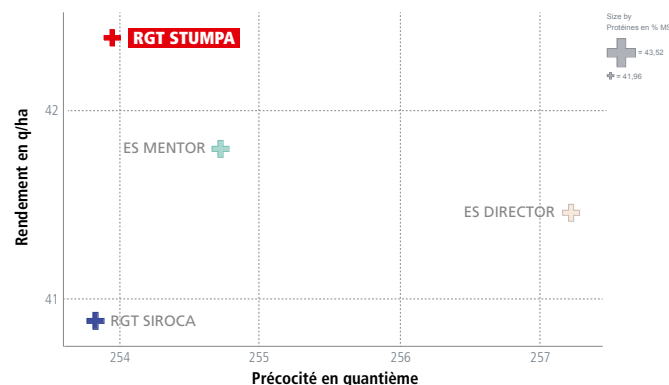 Size by
Protéines en % MS
= 43,52
= 41,96
RGT STUMPA
42
ES MENTOR
ES DIRECTOR
Rendement en q/ha
41
RGT SIROCA
254
255
256
257
Précocité en quantième